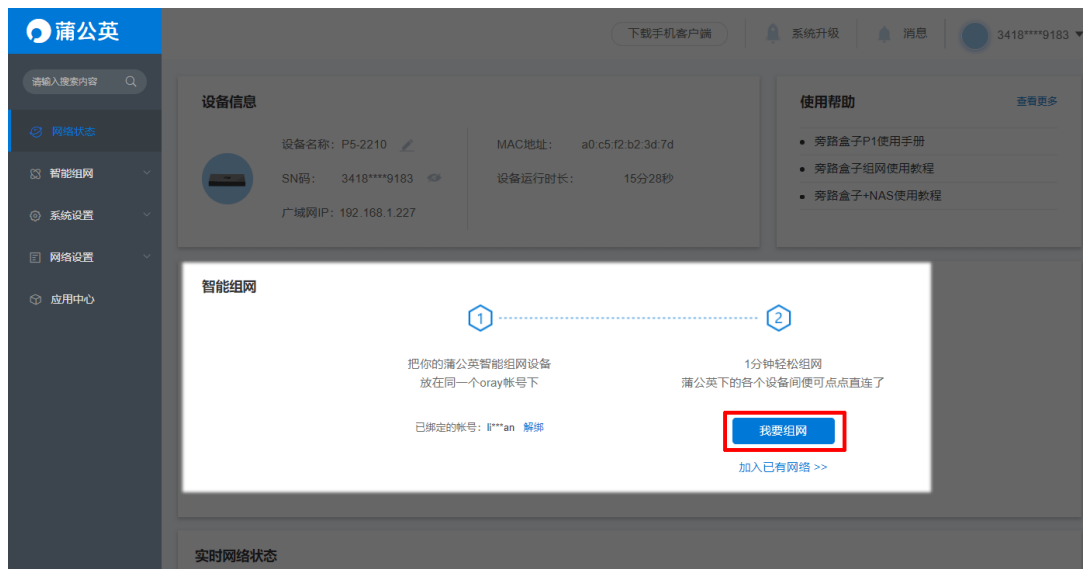 蒲公英
下载手机客户端
系统升级
消息
3418****9183
请输入搜索内容
网络状态
智能组网
系统设置
网络设置
应用中心
设备信息
设备名称：P5-2210
MAC地址： a0:c5:f2:b2:3d:7d
SN码： 3418****9183
设备运行时长： 15分28秒
广域网IP：192.168.1.227
使用帮助
查看更多
旁路盒子P1使用手册
旁路盒子组网使用教程
旁路盒子+NAS使用教程
智能组网
1
2
把你的蒲公英智能组网设备
放在同一个oray帐号下
已绑定的帐号：li***an 解绑
1分钟轻松组网
蒲公英下的各个设备间便可点点直连了
我要组网
加入已有网络 >>
实时网络状态